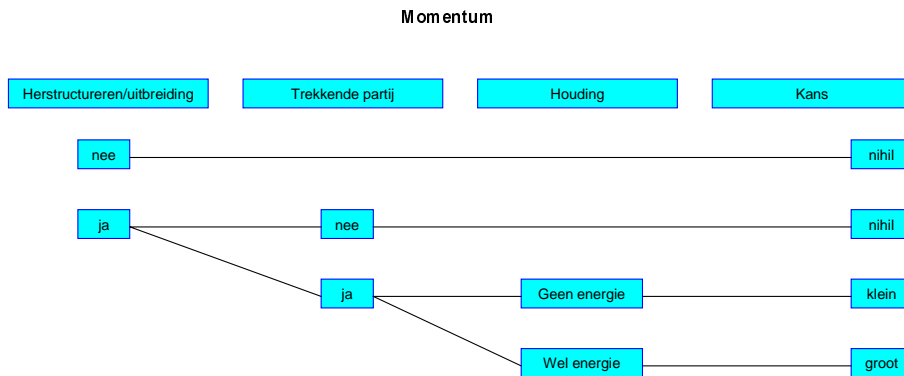 Momentum
Herstructureren/uitbreiding Trekkende partij Houding Kans
nee nihil
ja nee nihil
ja Geen energie klein
Wel energie groot